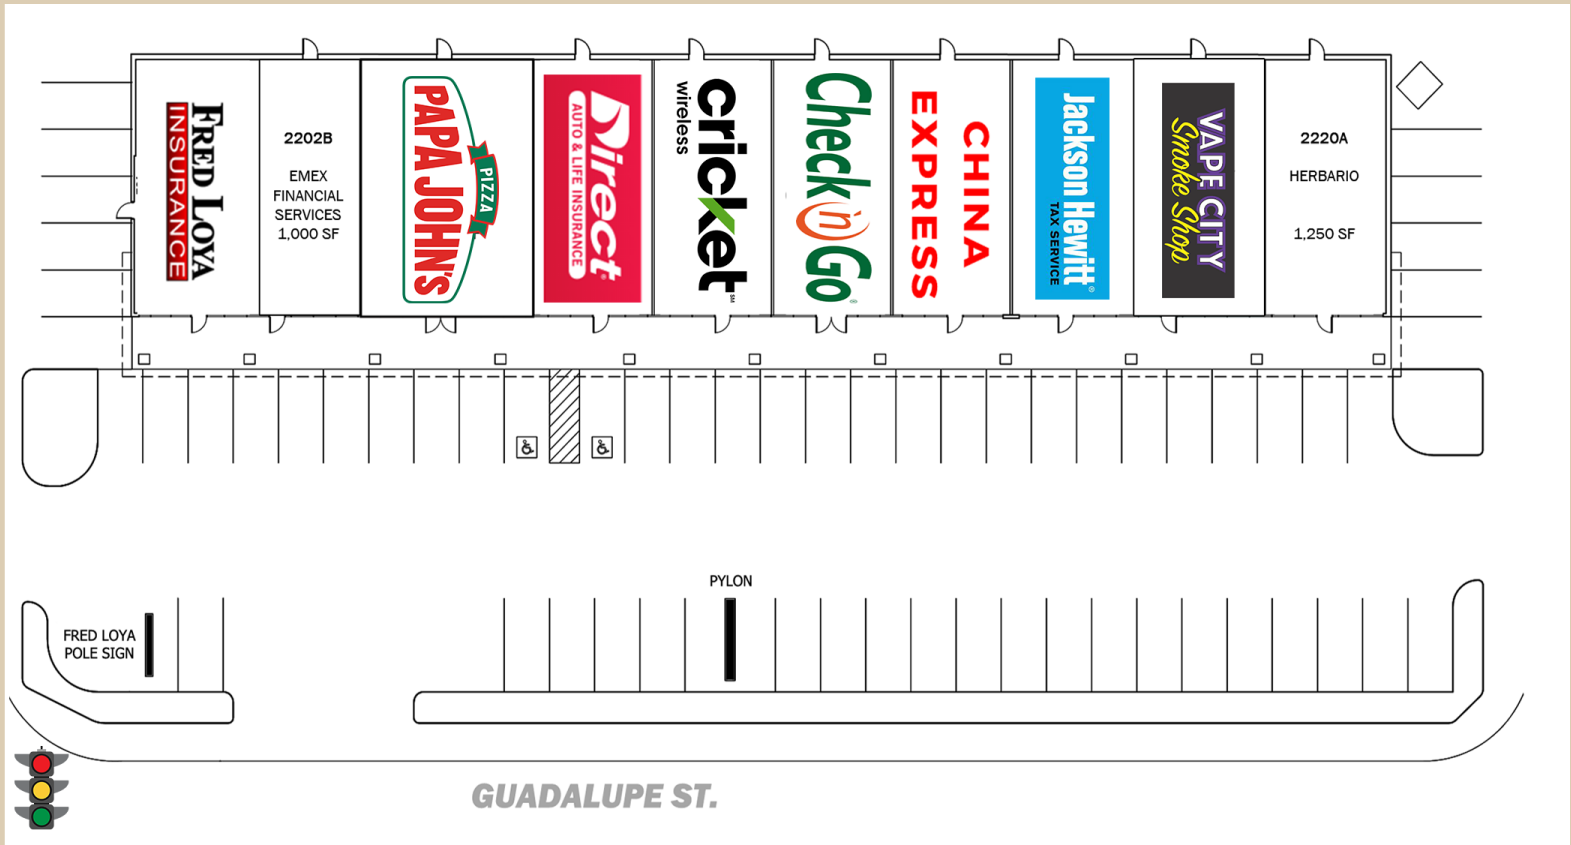 FRED LOYA
INSURANCE
2202B
EMEX
FINANCIAL
SERVICES
1,000 SF
PIZZA
PAPA JOHN'S
Direct®
AUTO & LIFE INSURANCE
cricket℠
wireless
Check 'n Go®
CHINA
EXPRESS
Jackson Hewitt®
TAX SERVICE
VAPE CITY
Smoke Shop
2220A
HERBARIO
1,250 SF
PYLON
FRED LOYA
POLE SIGN
GUADALUPE ST.